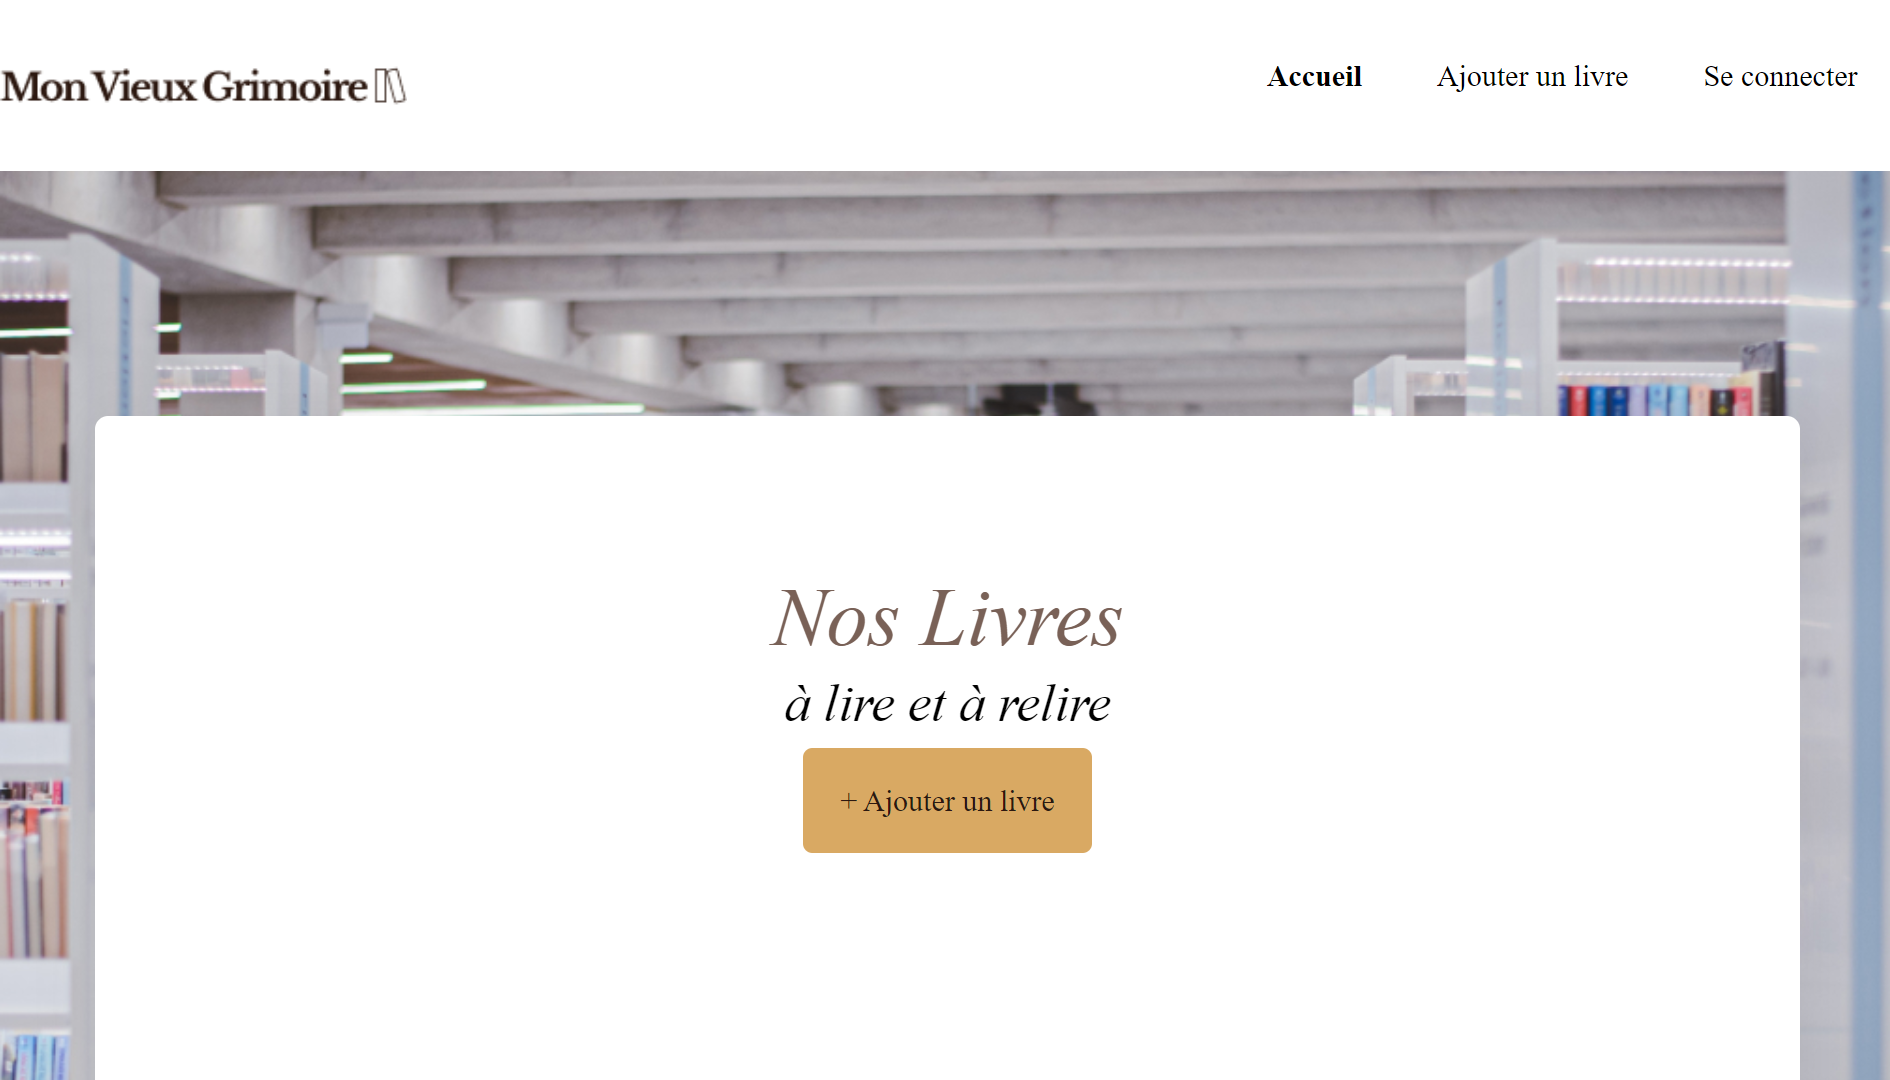 Mon Vieux Grimoire
Accueil
Ajouter un livre
Se connecter
Nos Livres
à lire et à relire
+ Ajouter un livre